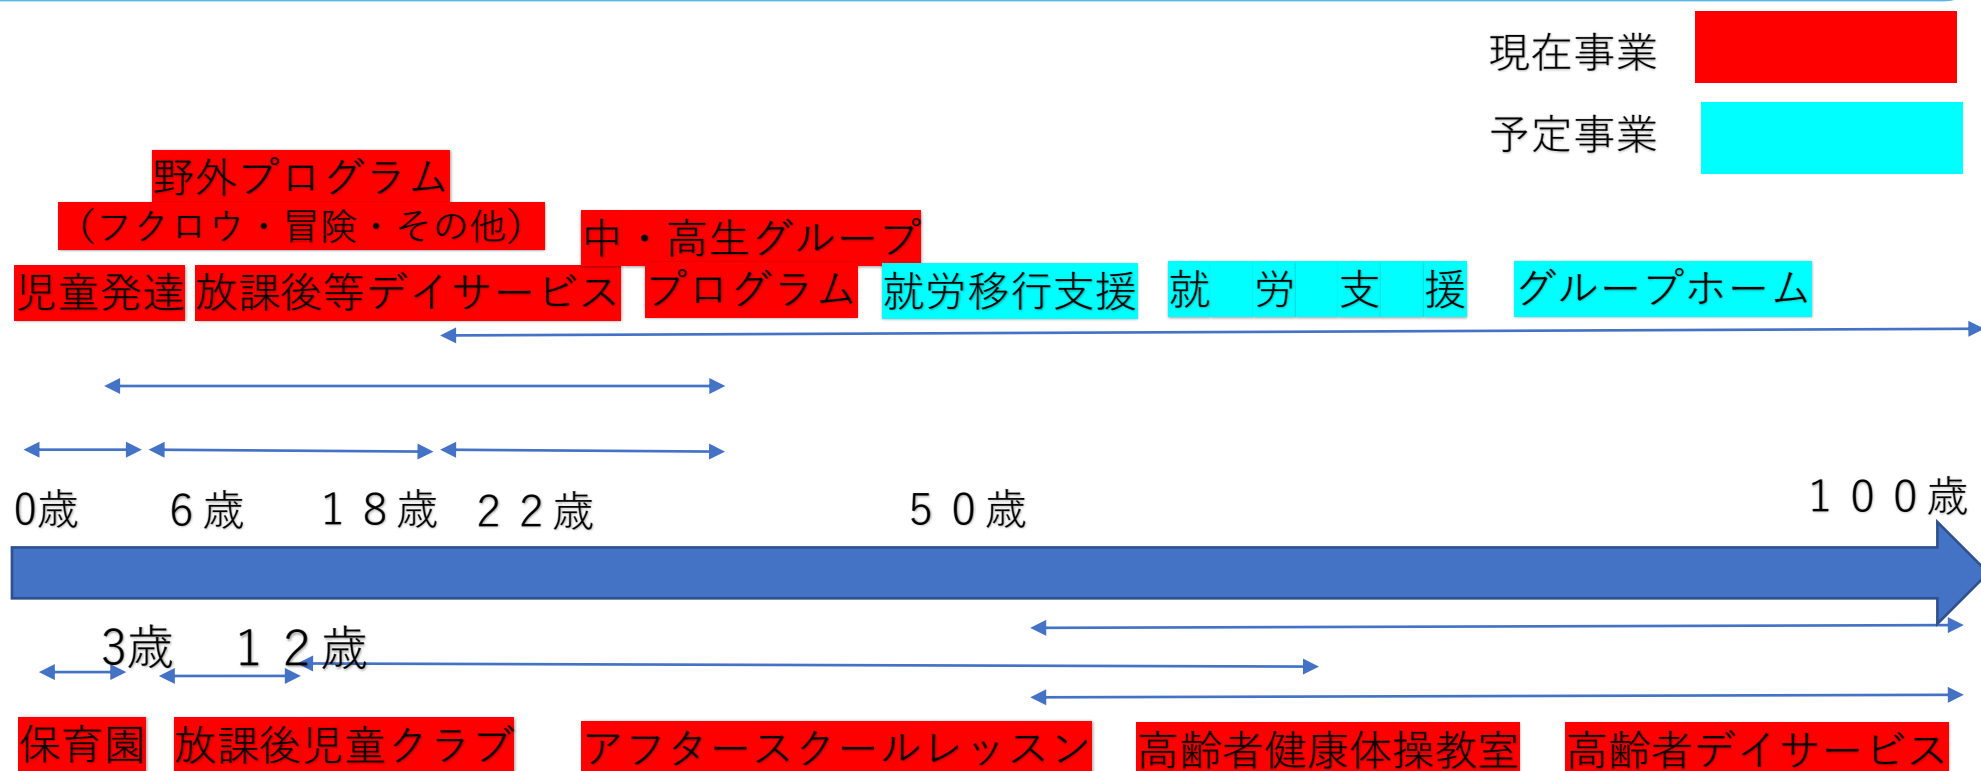 現在事業
予定事業
野外プログラム
（フクロウ・冒険・その他）
中・高生グループ
プログラム
児童発達
放課後等デイサービス
就労移行支援
就　労　支　援
グループホーム
0歳
６歳
１８歳
２２歳
５０歳
１００歳
3歳
１２歳
保育園
放課後児童クラブ
アフタースクールレッスン
高齢者健康体操教室
高齢者デイサービス